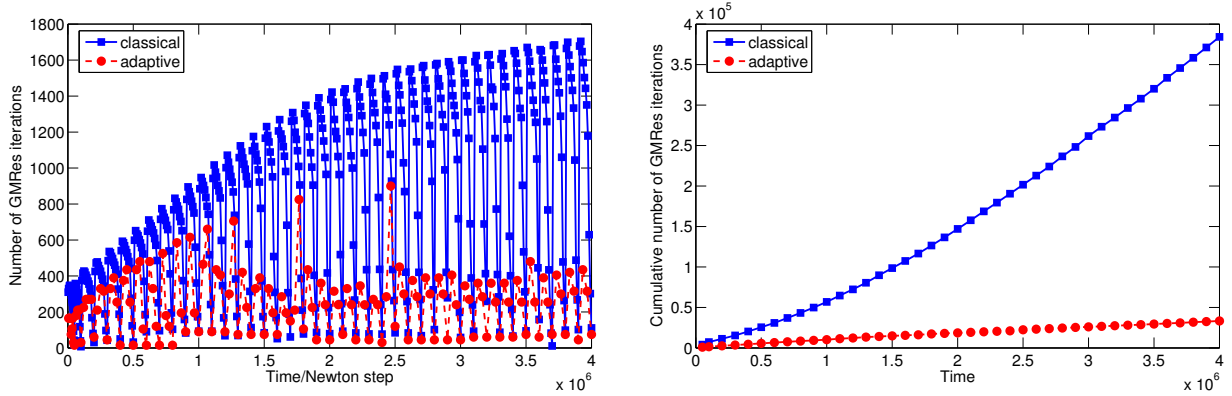 1800
1600
1400
1200
1000
800
600
400
200
0
Number of GMRes iterations
classical
adaptive
0 0.5 1 1.5 2 2.5 3 3.5 4
Time/Newton step
x 10^6
x 10^5
4
3.5
3
2.5
2
1.5
1
0.5
0
Cumulative number of GMRes iterations
classical
adaptive
0.5 1 1.5 2 2.5 3 3.5 4
Time
x 10^6